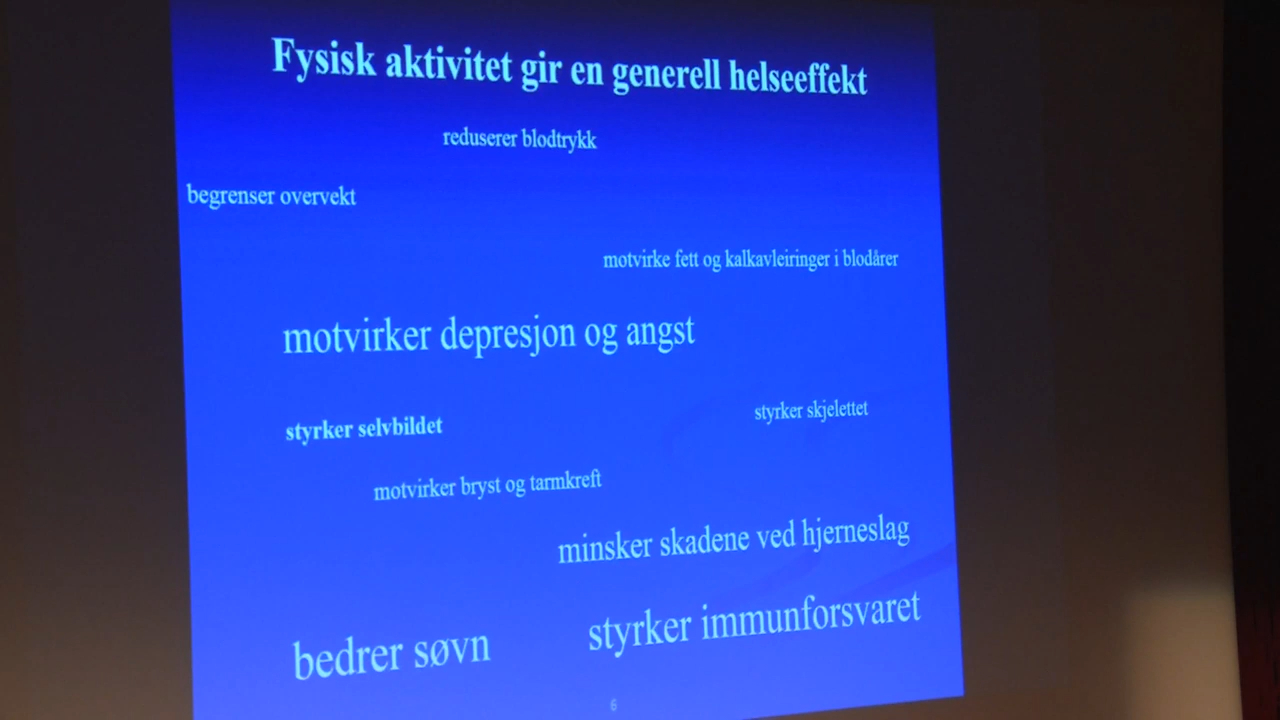 Fysisk aktivitet gir en generell helseeffekt
reduserer blodtrykk
begrenser overvekt
motvirke fett og kalkavleiringer i blodårer
motvirker depresjon og angst
styrker skjelettet
styrker selvbildet
motvirker bryst og tarmkreft
minsker skadene ved hjerneslag
styrker immunforsvaret
bedrer søvn
6